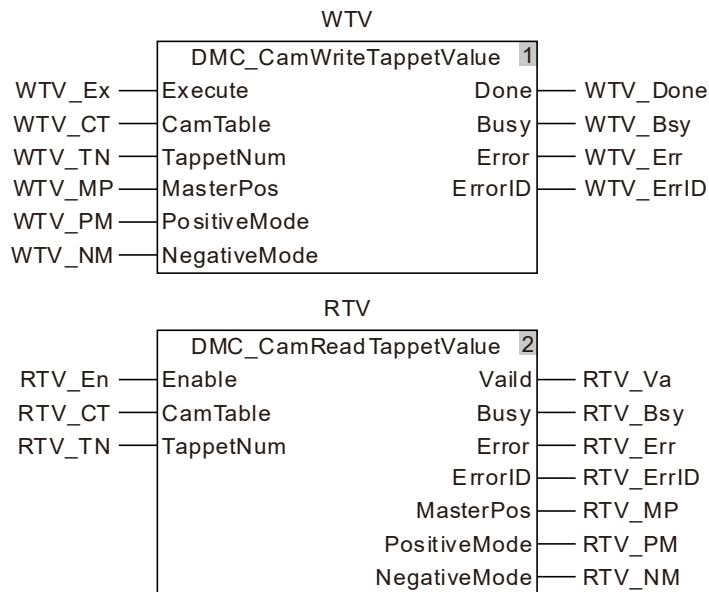 WTV
DMC_CamWriteTappetValue 1
WTV_Ex Execute Done WTV_Done
WTV_CT CamTable Busy WTV_Bsy
WTV_TN TappetNum Error WTV_Err
WTV_MP MasterPos ErrorID WTV_ErrID
WTV_PM PositiveMode
WTV_NM NegativeMode
RTV
DMC_CamReadTappetValue 2
RTV_En Enable Vaild RTV_Va
RTV_CT CamTable Busy RTV_Bsy
RTV_TN TappetNum Error RTV_Err
ErrorID RTV_ErrID
MasterPos RTV_MP
PositiveMode RTV_PM
NegativeMode RTV_NM